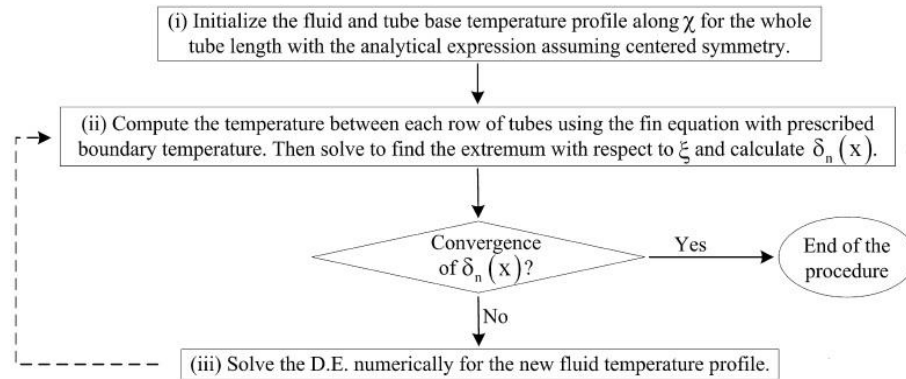 (i) Initialize the fluid and tube base temperature profile along χ for the whole
tube length with the analytical expression assuming centered symmetry.
(ii) Compute the temperature between each row of tubes using the fin equation with prescribed
boundary temperature. Then solve to find the extremum with respect to ξ and calculate δₙ(x).
Convergence
of δₙ(x)?
Yes
End of the
procedure
No
(iii) Solve the D.E. numerically for the new fluid temperature profile.